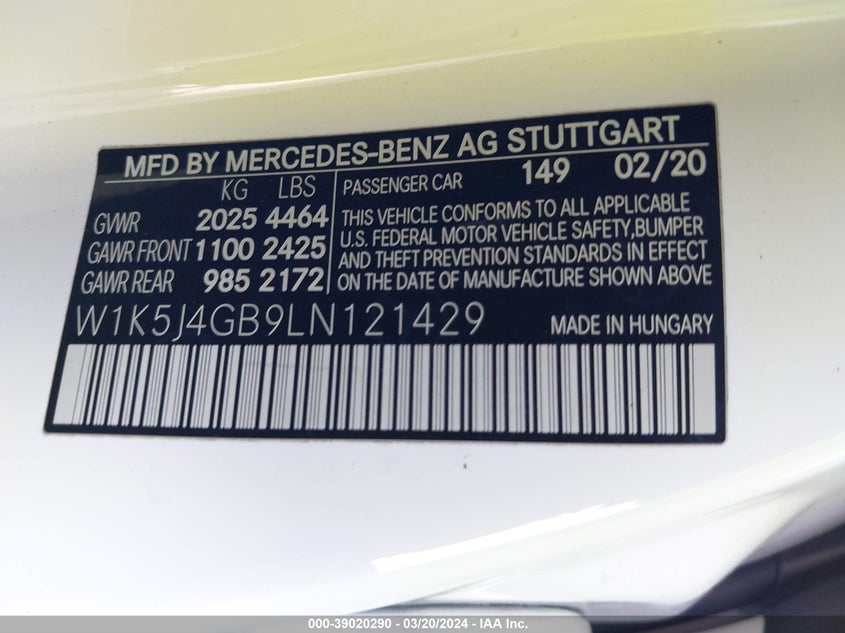 MFD BY MERCEDES-BENZ AG STUTTGART
KG LBS
PASSENGER CAR 149 02/20
GVWR 2025 4464
GAWR FRONT 1100 2425
GAWR REAR 985 2172
THIS VEHICLE CONFORMS TO ALL APPLICABLE
U.S. FEDERAL MOTOR VEHICLE SAFETY,BUMPER
AND THEFT PREVENTION STANDARDS IN EFFECT
ON THE DATE OF MANUFACTURE SHOWN ABOVE
W1K5J4GB9LN121429 MADE IN HUNGARY
000-39020290 - 03/20/2024 - IAA Inc.